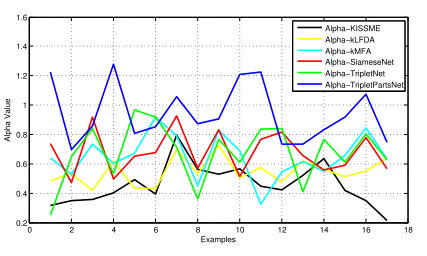 1.6
1.4
1.2
1
0.8
0.6
0.4
0.2
Alpha Value
Alpha-KISSME
Alpha-kLFDA
Alpha-kMFA
Alpha-SiameseNet
Alpha-TripletNet
Alpha-TripletPartsNet
0 2 4 6 8 10 12 14 16 18
Examples